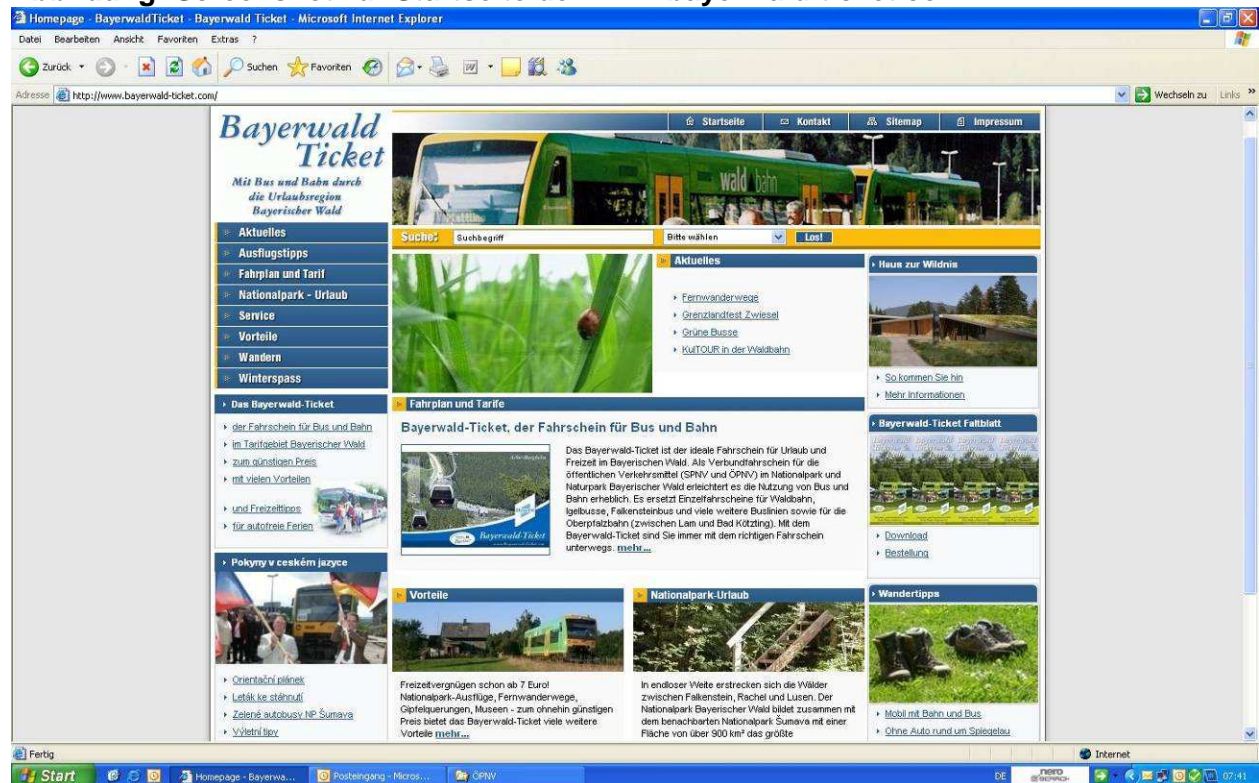 Homepage - BayerwaldTicket - Bayerwald Ticket - Microsoft Internet Explorer
Datei Bearbeiten Ansicht Favoriten Extras ?
Zurück Suchen Favoriten
Adresse http://www.bayerwald-ticket.com/ Wechseln zu Links »
Bayerwald
Ticket
Mit Bus und Bahn durch
die Urlaubsregion
Bayerischer Wald
Startseite Kontakt Sitemap Impressum
wald bahn
Suche: Suchbegriff Bitte wählen Los!
Aktuelles
Ausflugstipps
Fahrplan und Tarif
Nationalpark - Urlaub
Service
Vorteile
Wandern
Winterspass
Das Bayerwald-Ticket
der Fahrschein für Bus und Bahn
im Tarifgebiet Bayerischer Wald
zum günstigen Preis
mit vielen Vorteilen
und Freizeittipps
für autofreie Ferien
Pokyny v ceském jazyce
Orientační plánek
Leták ke stáhnutí
Zelené autobusy NP Šumava
Výletní tipy
Aktuelles
Fernwanderwege
Grenzlandfest Zwiesel
Grüne Busse
KulTOUR in der Waldbahn
Fahrplan und Tarife
Bayerwald-Ticket, der Fahrschein für Bus und Bahn
Das Bayerwald-Ticket ist der ideale Fahrschein für Urlaub und
Freizeit im Bayerischen Wald. Als Verbundfahrschein für die
öffentlichen Verkehrsmittel (SPNV und ÖPNV) im Nationalpark und
Naturpark Bayerischer Wald erleichtert es die Nutzung von Bus und
Bahn erheblich. Es ersetzt Einzelfahrscheine für Waldbahn,
Igelbusse, Falkensteinbus und viele weitere Buslinien sowie für die
Oberpfalzbahn (zwischen Lam und Bad Kötzting). Mit dem
Bayerwald-Ticket sind Sie immer mit dem richtigen Fahrschein
unterwegs. mehr...
Bayerwald-Ticket
Vorteile
Freizeitvergnügen schon ab 7 Euro!
Nationalpark-Ausflüge, Fernwanderwege,
Gipfelquerungen, Museen - zum ohnehin günstigen
Preis bietet das Bayerwald-Ticket viele weitere
Vorteile mehr...
Nationalpark-Urlaub
In endloser Weite erstrecken sich die Wälder
zwischen Falkenstein, Rachel und Lusen. Der
Nationalpark Bayerischer Wald bildet zusammen mit
dem benachbarten Nationalpark Šumava mit einer
Fläche von über 900 km² das größte
Haus zur Wildnis
So kommen Sie hin
Mehr Informationen
Bayerwald-Ticket Faltblatt
Download
Bestellung
Wandertipps
Mobil mit Bahn und Bus
Ohne Auto rund um Spiegelau
Fertig Internet
Start Homepage - Bayerwa... Posteingang - Micros... ÖPNV DE nero 07:41